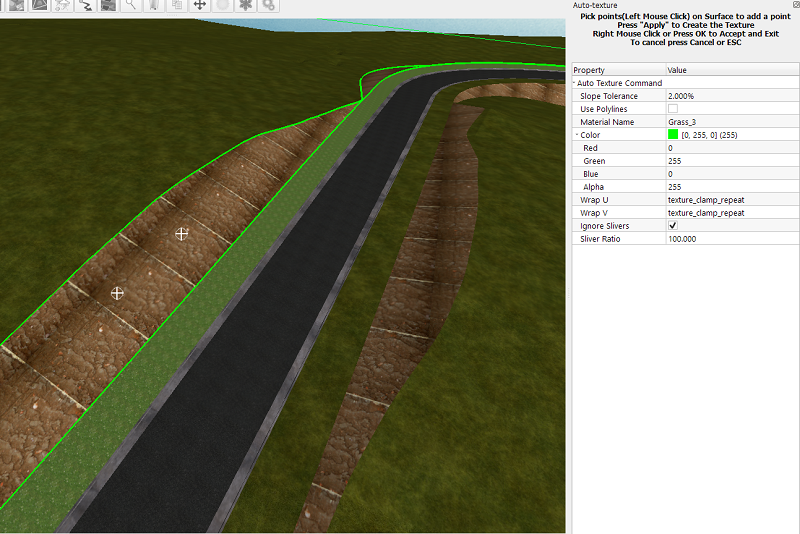 Auto-texture
Pick points(Left Mouse Click) on Surface to add a point
Press "Apply" to Create the Texture
Right Mouse Click or Press OK to Accept and Exit
To cancel press Cancel or ESC
Property Value
Auto Texture Command
Slope Tolerance 2.000%
Use Polylines
Material Name Grass_3
Color [0, 255, 0] (255)
Red 0
Green 255
Blue 0
Alpha 255
Wrap U texture_clamp_repeat
Wrap V texture_clamp_repeat
Ignore Slivers
Sliver Ratio 100.000